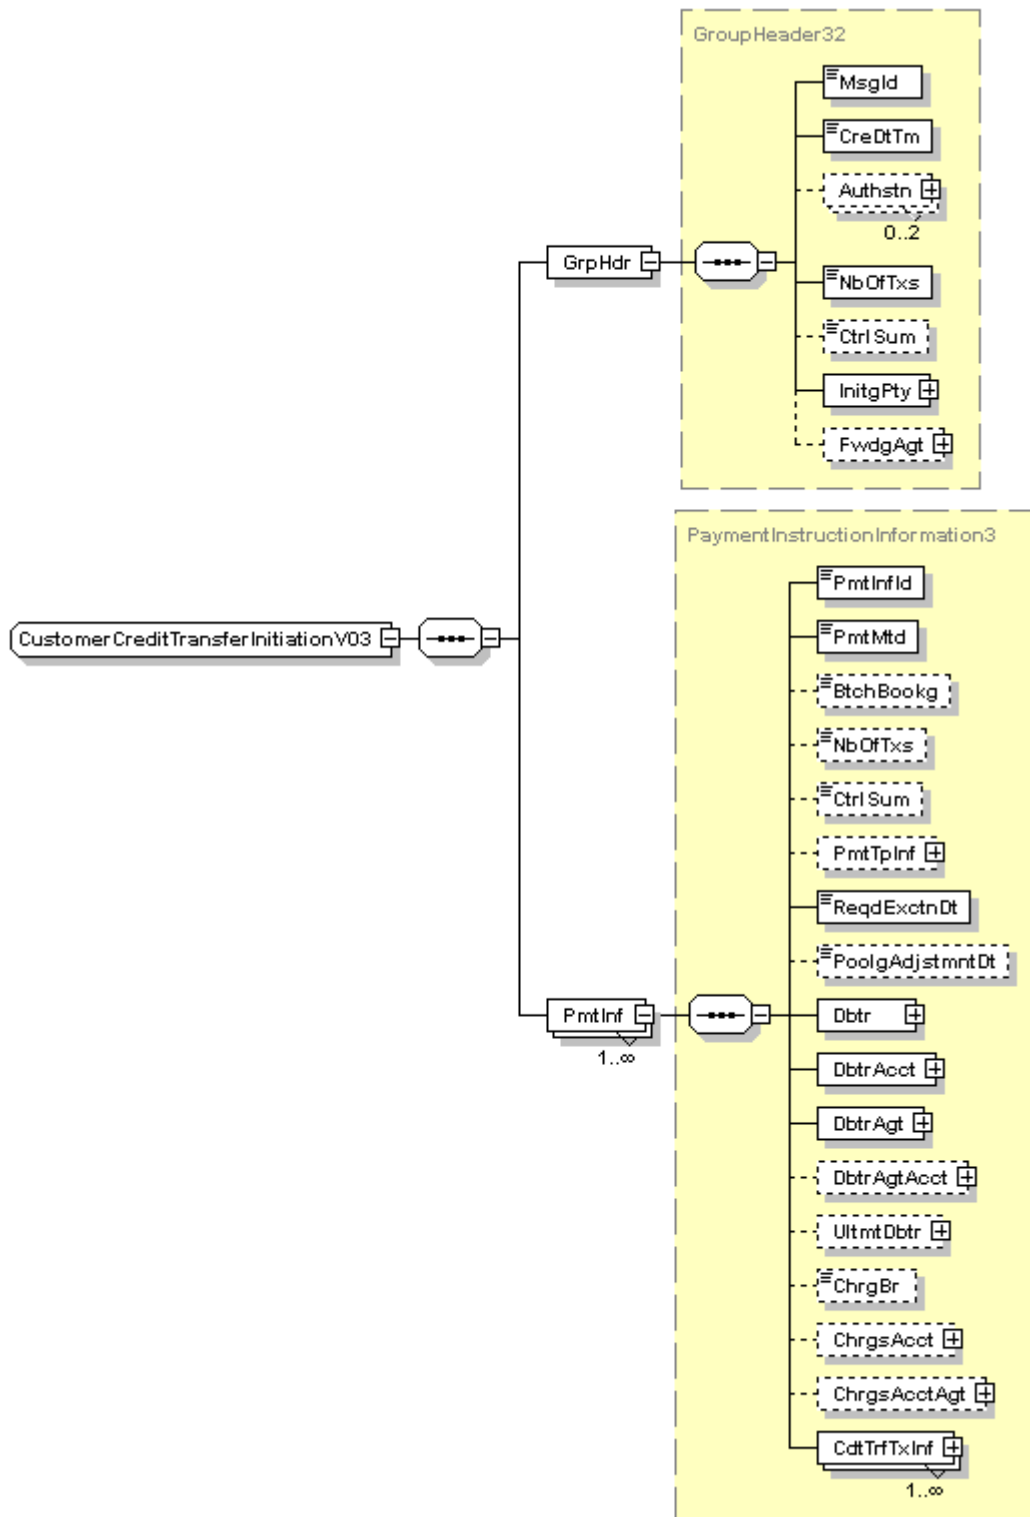 GroupHeader32
MsgId
CreDtTm
Authstn
0..2
GrpHdr
NbOfTxs
CtrlSum
InitgPty
FwdgAgt
PaymentInstructionInformation3
PmtInfId
CustomerCreditTransferInitiationV03
PmtMtd
BtchBookg
NbOfTxs
CtrlSum
PmtTpInf
ReqdExctnDt
PoolgAdjstmntDt
PmtInf
1..∞
Dbtr
DbtrAcct
DbtrAgt
DbtrAgtAcct
UltmtDbtr
ChrgBr
ChrgsAcct
ChrgsAcctAgt
CdtTrfTxInf
1..∞